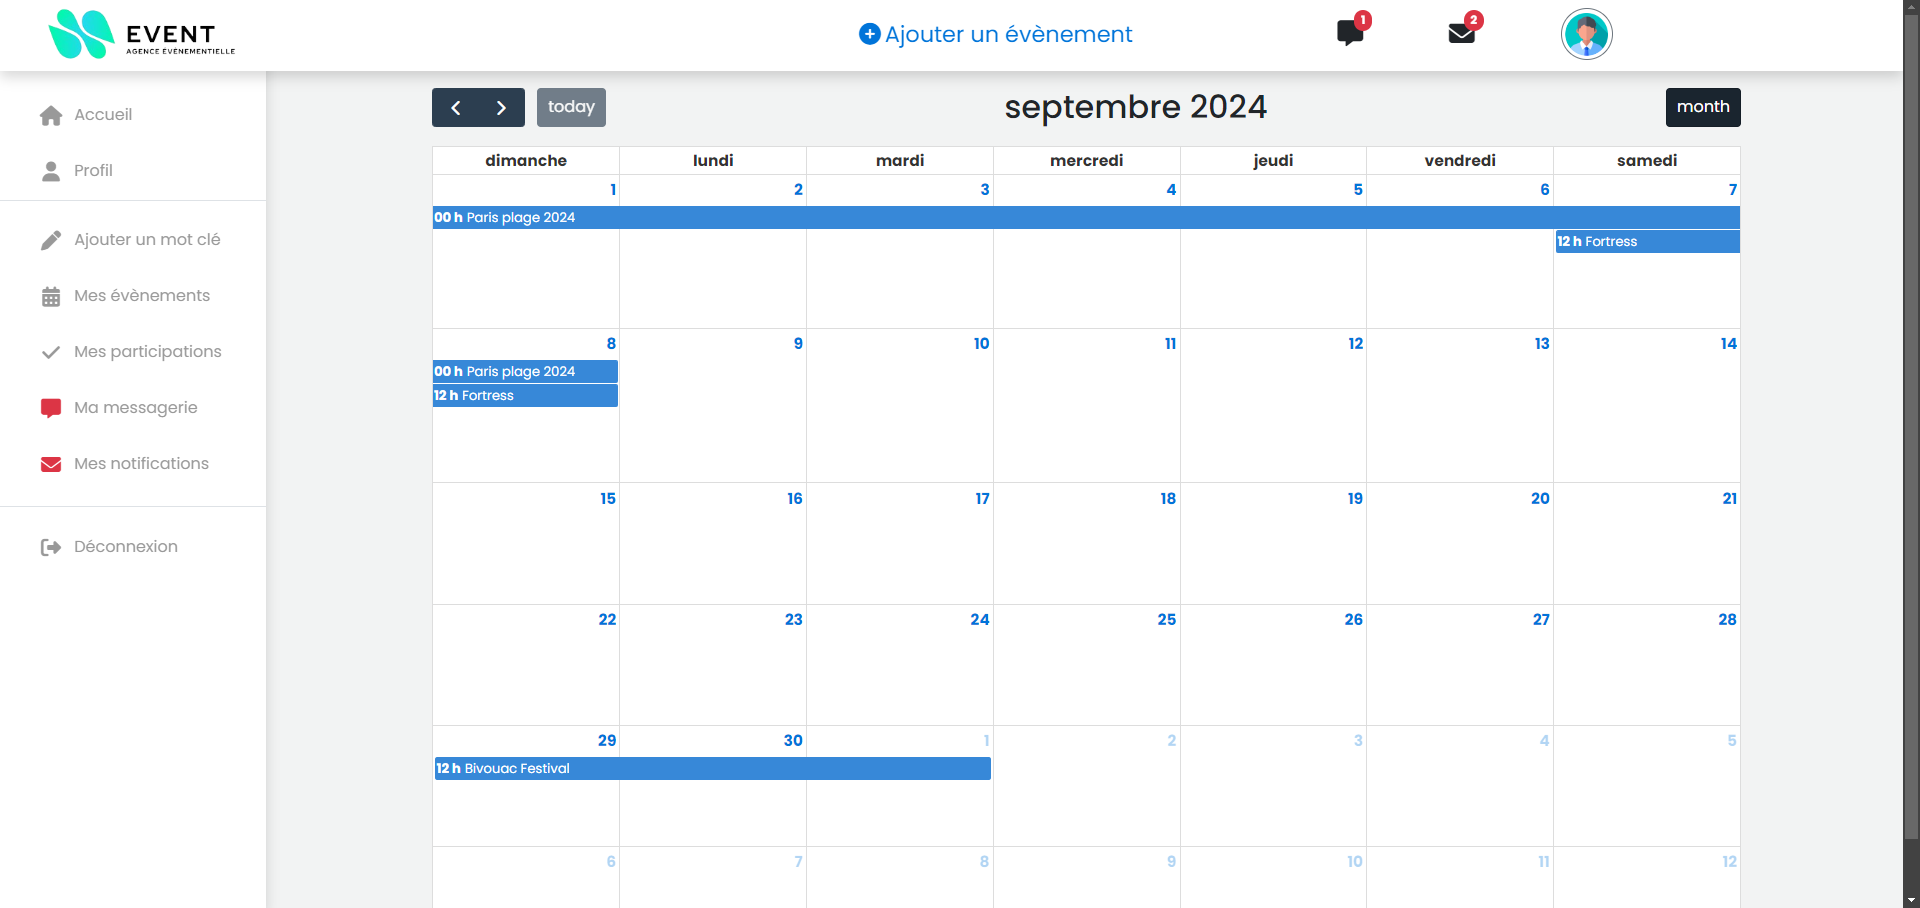 EVENT
AGENCE ÉVÈNEMENTIELLE
Ajouter un évènement
1
2
Accueil
Profil
Ajouter un mot clé
Mes évènements
Mes participations
Ma messagerie
Mes notifications
Déconnexion
today
septembre 2024
month
dimanche lundi mardi mercredi jeudi vendredi samedi
1 2 3 4 5 6 7
00 h Paris plage 2024
12 h Fortress
8 9 10 11 12 13 14
00 h Paris plage 2024
12 h Fortress
15 16 17 18 19 20 21
22 23 24 25 26 27 28
29 30 1 2 3 4 5
12 h Bivouac Festival
6 7 8 9 10 11 12